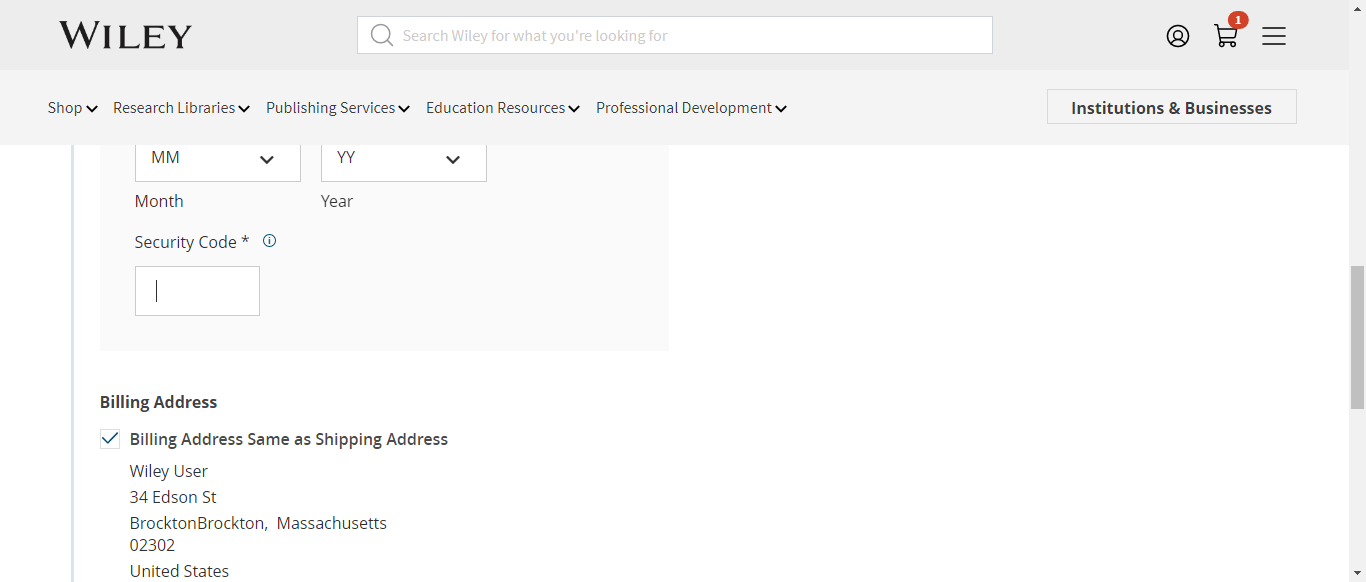 WILEY
Search Wiley for what you're looking for
1
Shop Research Libraries Publishing Services Education Resources Professional Development
Institutions & Businesses
MM YY
Month Year
Security Code *
Billing Address
Billing Address Same as Shipping Address
Wiley User
34 Edson St
BrocktonBrockton, Massachusetts
02302
United States